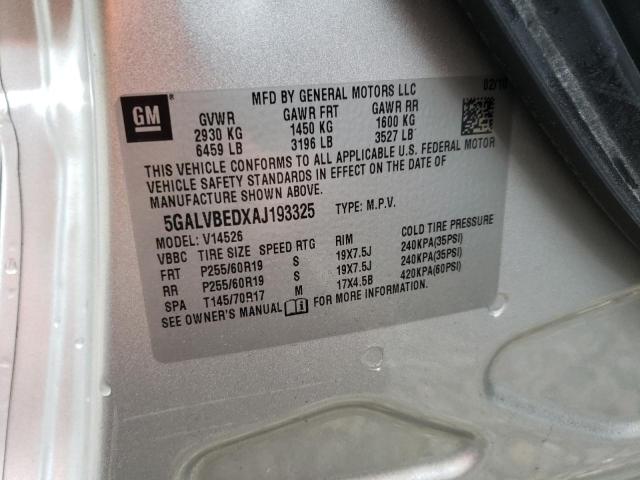 MFD BY GENERAL MOTORS LLC 02/10
GM
GVWR GAWR FRT GAWR RR
2930 KG 1450 KG 1600 KG
6459 LB 3196 LB 3527 LB
THIS VEHICLE CONFORMS TO ALL APPLICABLE U.S. FEDERAL MOTOR
VEHICLE SAFETY STANDARDS IN EFFECT ON THE DATE OF
MANUFACTURE SHOWN ABOVE.
5GALVBEDXAJ193325 TYPE: M.P.V.
MODEL: V14526
VBBC TIRE SIZE SPEED RTG RIM COLD TIRE PRESSURE
FRT P255/60R19 S 19X7.5J 240KPA(35PSI)
RR P255/60R19 S 19X7.5J 240KPA(35PSI)
SPA T145/70R17 M 17X4.5B 420KPA(60PSI)
SEE OWNER'S MANUAL FOR MORE INFORMATION.